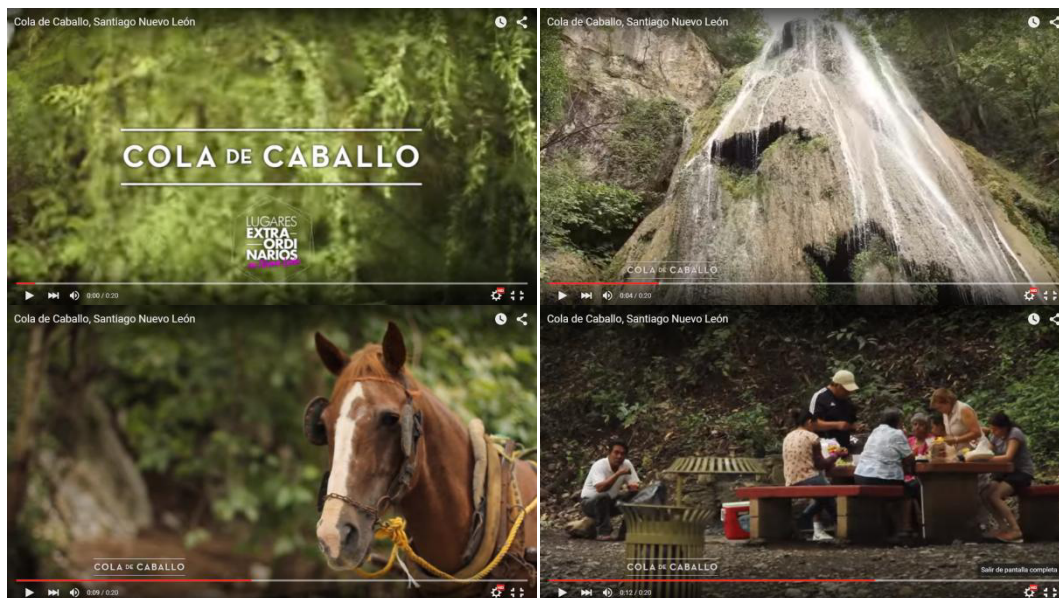 Cola de Caballo, Santiago Nuevo León
COLA DE CABALLO
LUGARES
EXTRA
ORDI
NARIOS
0:00 / 0:20
Cola de Caballo, Santiago Nuevo León
COLA DE CABALLO
0:04 / 0:20
Cola de Caballo, Santiago Nuevo León
COLA DE CABALLO
0:09 / 0:20
Cola de Caballo, Santiago Nuevo León
COLA DE CABALLO
Salir de pantalla completa
0:12 / 0:20